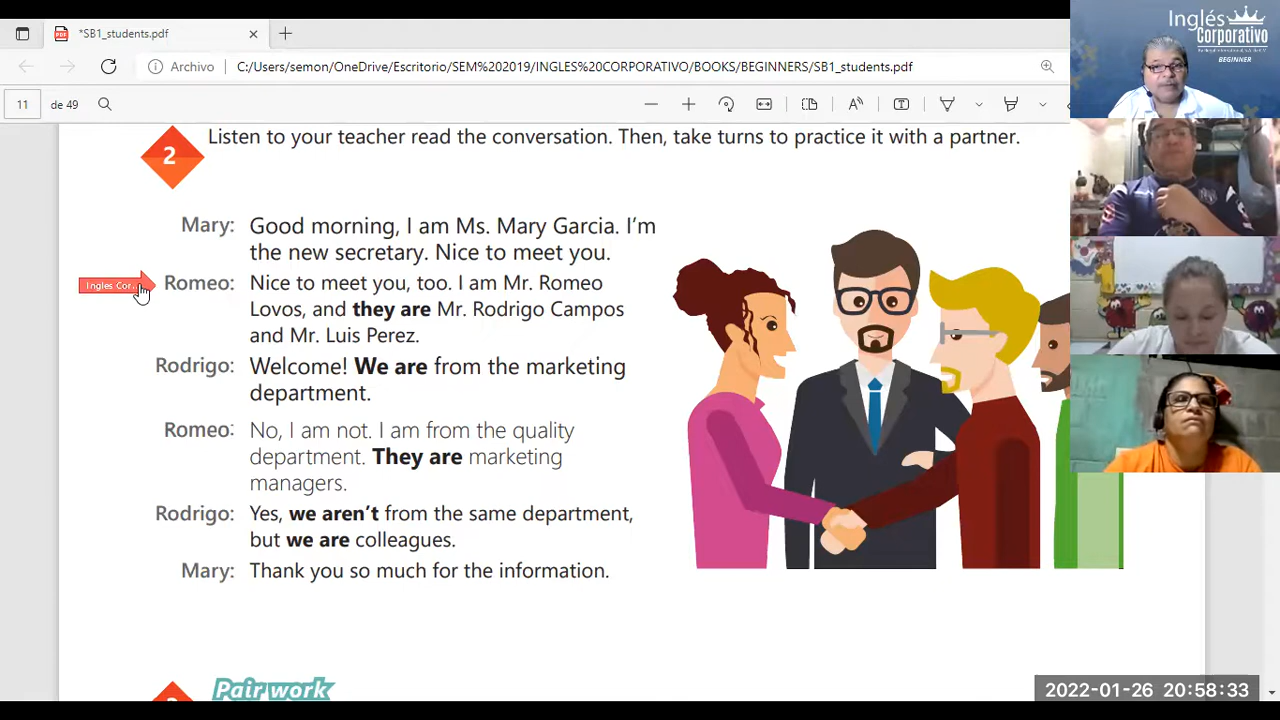 *SB1_students.pdf
Archivo
C:/Users/semon/OneDrive/Escritorio/SEM%202019/INGLES%20CORPORATIVO/BOOKS/BEGINNERS/SB1_students.pdf
11
de 49
Inglés
Corporativo
BEGINNER
2
Listen to your teacher read the conversation. Then, take turns to practice it with a partner.
Mary: Good morning, I am Ms. Mary Garcia. I'm
the new secretary. Nice to meet you.
Ingles Cor...
Romeo: Nice to meet you, too. I am Mr. Romeo
Lovos, and they are Mr. Rodrigo Campos
and Mr. Luis Perez.
Rodrigo: Welcome! We are from the marketing
department.
Romeo: No, I am not. I am from the quality
department. They are marketing
managers.
Rodrigo: Yes, we aren't from the same department,
but we are colleagues.
Mary: Thank you so much for the information.
Pair work
2022-01-26 20:58:33